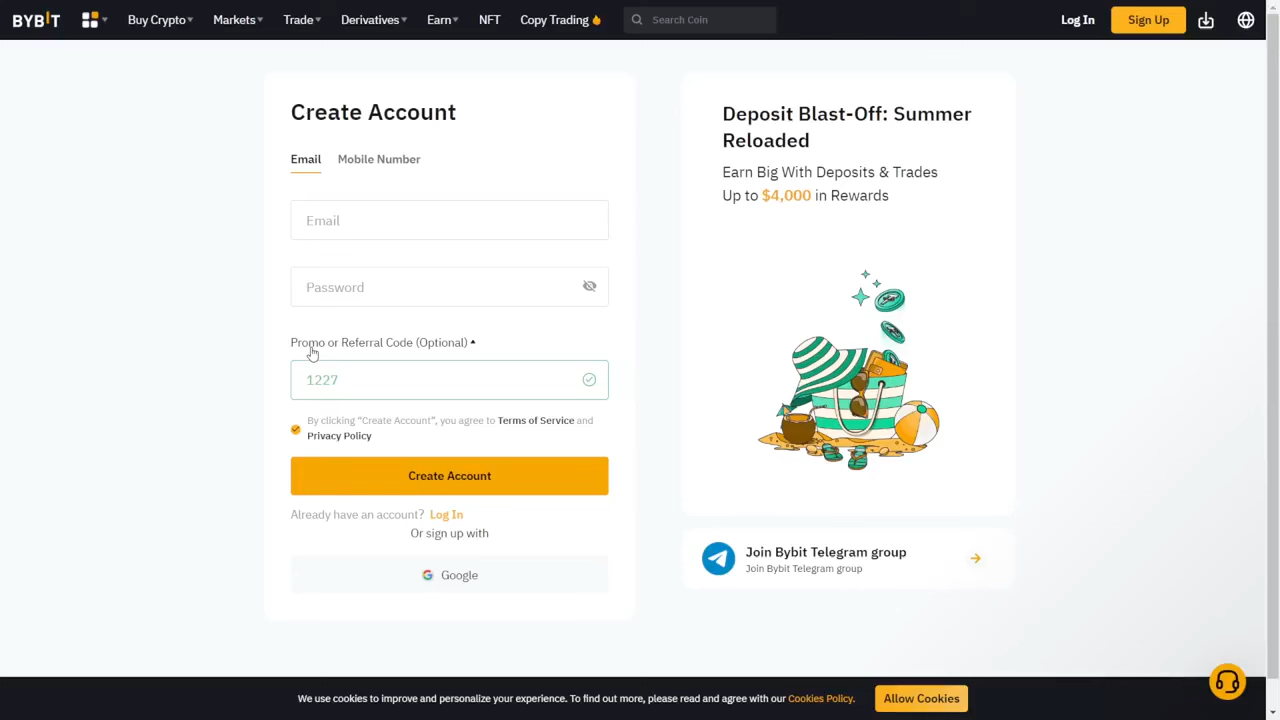 BYBIT Buy Crypto Markets Trade Derivatives Earn NFT Copy Trading Search Coin Log In Sign Up
Create Account
Email Mobile Number
Email
Password
Promo or Referral Code (Optional)
1227
By clicking “Create Account”, you agree to Terms of Service and
Privacy Policy
Create Account
Already have an account? Log In
Or sign up with
Google
Deposit Blast-Off: Summer
Reloaded
Earn Big With Deposits & Trades
Up to $4,000 in Rewards
Join Bybit Telegram group
Join Bybit Telegram group
We use cookies to improve and personalize your experience. To find out more, please read and agree with our Cookies Policy. Allow Cookies